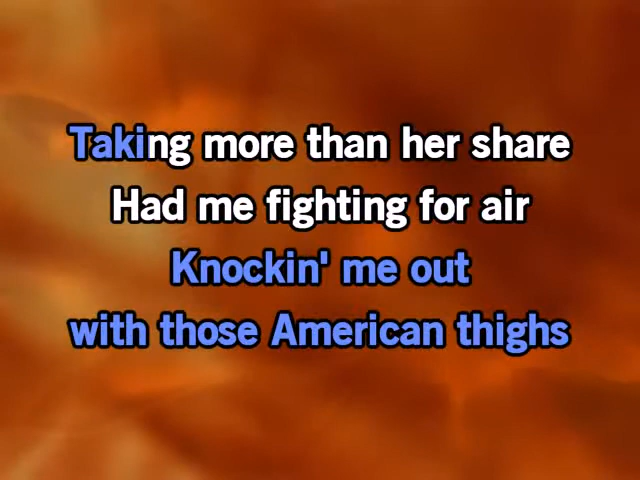 Taking more than her share
Had me fighting for air
Knockin' me out
with those American thighs